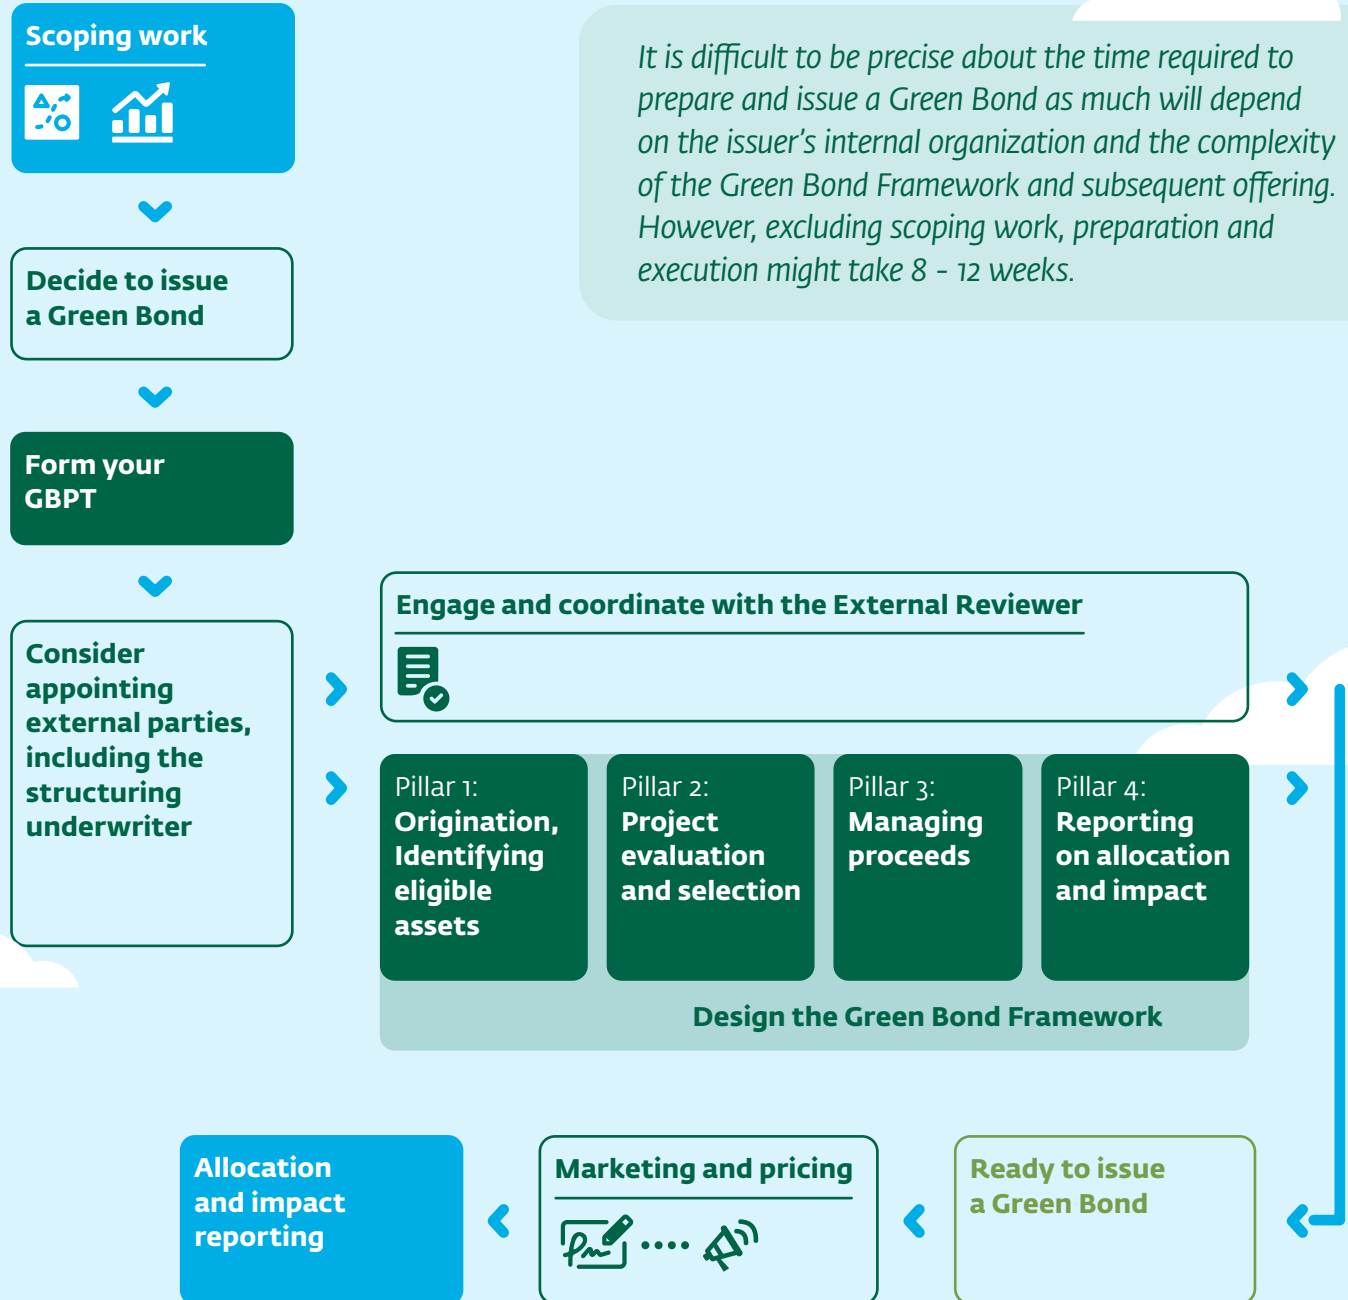 Scoping work
It is difficult to be precise about the time required to
prepare and issue a Green Bond as much will depend
on the issuer's internal organization and the complexity
of the Green Bond Framework and subsequent offering.
However, excluding scoping work, preparation and
execution might take 8 - 12 weeks.
Decide to issue
a Green Bond
Form your
GBPT
Consider
appointing
external parties,
including the
structuring
underwriter
Engage and coordinate with the External Reviewer
Pillar 1:
Origination,
Identifying
eligible
assets
Pillar 2:
Project
evaluation
and selection
Pillar 3:
Managing
proceeds
Pillar 4:
Reporting
on allocation
and impact
Design the Green Bond Framework
Ready to issue
a Green Bond
Marketing and pricing
Allocation
and impact
reporting